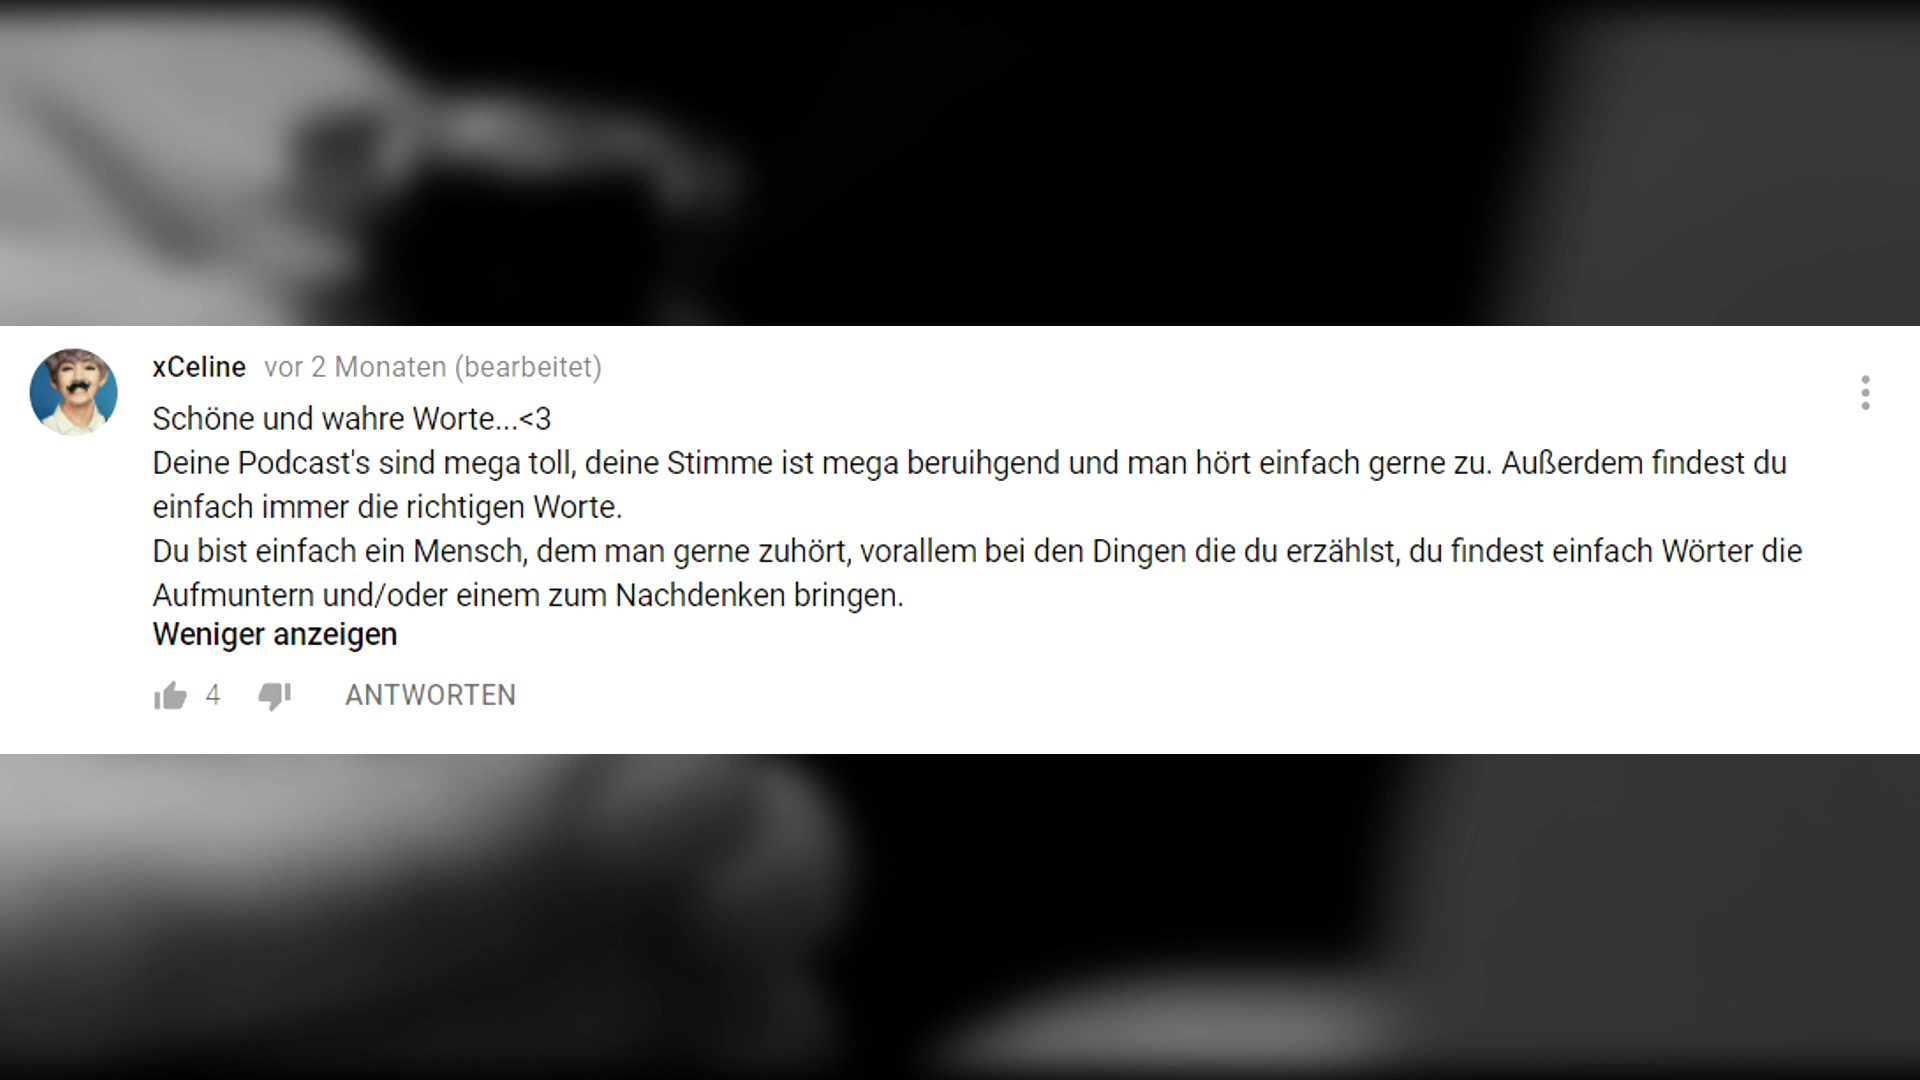 xCeline vor 2 Monaten (bearbeitet)
Schöne und wahre Worte...<3
Deine Podcast's sind mega toll, deine Stimme ist mega beruihgend und man hört einfach gerne zu. Außerdem findest du
einfach immer die richtigen Worte.
Du bist einfach ein Mensch, dem man gerne zuhört, vorallem bei den Dingen die du erzählst, du findest einfach Wörter die
Aufmuntern und/oder einem zum Nachdenken bringen.
Weniger anzeigen
4 ANTWORTEN